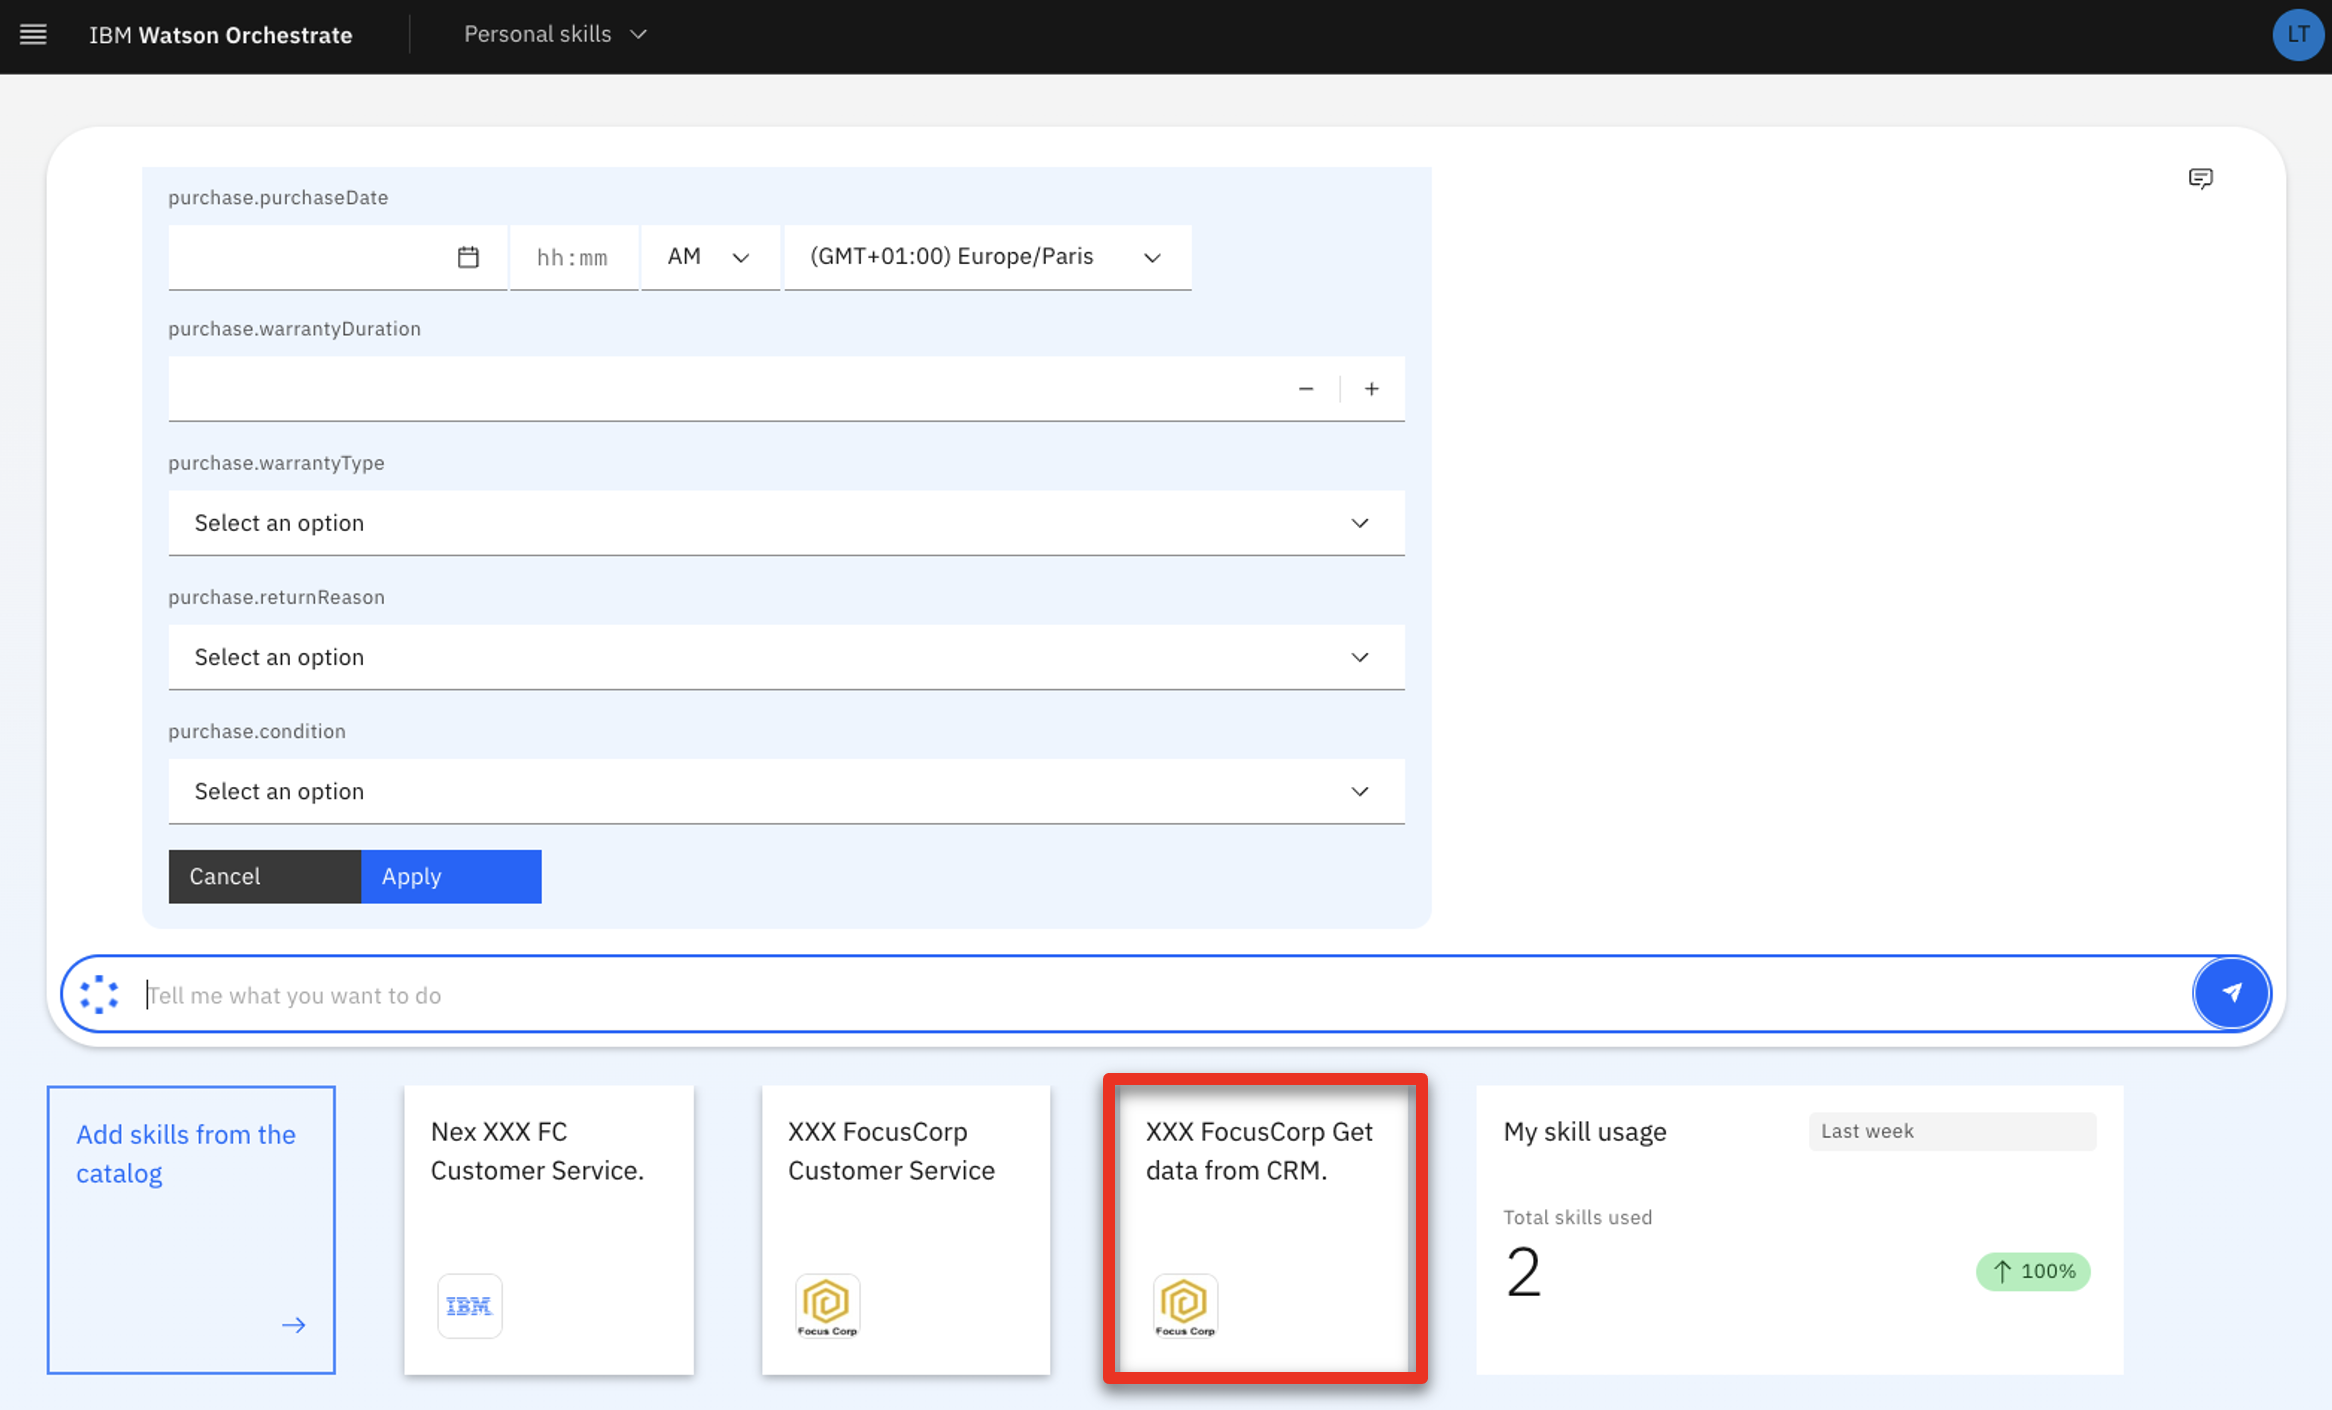 IBM Watson Orchestrate
Personal skills
LT
purchase.purchaseDate
hh:mm
AM
(GMT+01:00) Europe/Paris
purchase.warrantyDuration
purchase.warrantyType
Select an option
purchase.returnReason
Select an option
purchase.condition
Select an option
Cancel
Apply
Tell me what you want to do
Add skills from the
catalog
Nex XXX FC
Customer Service.
IBM
XXX FocusCorp
Customer Service
Focus Corp
XXX FocusCorp Get
data from CRM.
Focus Corp
My skill usage
Last week
Total skills used
2
100%